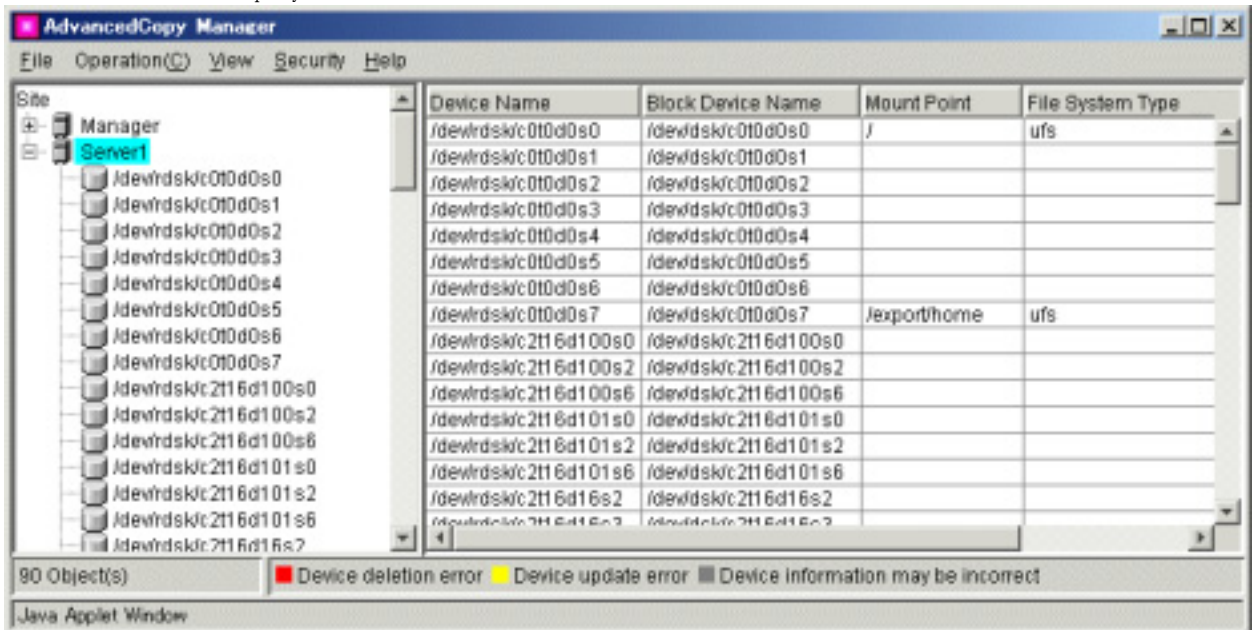 AdvancedCopy Manager
File Operation(C) View Security Help
Site
Manager
Server1
/dev/rdsk/c0t0d0s0
/dev/rdsk/c0t0d0s1
/dev/rdsk/c0t0d0s2
/dev/rdsk/c0t0d0s3
/dev/rdsk/c0t0d0s4
/dev/rdsk/c0t0d0s5
/dev/rdsk/c0t0d0s6
/dev/rdsk/c0t0d0s7
/dev/rdsk/c2t16d100s0
/dev/rdsk/c2t16d100s2
/dev/rdsk/c2t16d100s6
/dev/rdsk/c2t16d101s0
/dev/rdsk/c2t16d101s2
/dev/rdsk/c2t16d101s6
/dev/rdsk/c2t16d16s2
Device Name Block Device Name Mount Point File System Type
/dev/rdsk/c0t0d0s0 /dev/dsk/c0t0d0s0 / ufs
/dev/rdsk/c0t0d0s1 /dev/dsk/c0t0d0s1
/dev/rdsk/c0t0d0s2 /dev/dsk/c0t0d0s2
/dev/rdsk/c0t0d0s3 /dev/dsk/c0t0d0s3
/dev/rdsk/c0t0d0s4 /dev/dsk/c0t0d0s4
/dev/rdsk/c0t0d0s5 /dev/dsk/c0t0d0s5
/dev/rdsk/c0t0d0s6 /dev/dsk/c0t0d0s6
/dev/rdsk/c0t0d0s7 /dev/dsk/c0t0d0s7 /export/home ufs
/dev/rdsk/c2t16d100s0 /dev/dsk/c2t16d100s0
/dev/rdsk/c2t16d100s2 /dev/dsk/c2t16d100s2
/dev/rdsk/c2t16d100s6 /dev/dsk/c2t16d100s6
/dev/rdsk/c2t16d101s0 /dev/dsk/c2t16d101s0
/dev/rdsk/c2t16d101s2 /dev/dsk/c2t16d101s2
/dev/rdsk/c2t16d101s6 /dev/dsk/c2t16d101s6
/dev/rdsk/c2t16d16s2 /dev/dsk/c2t16d16s2
90 Object(s) Device deletion error Device update error Device information may be incorrect
Java Applet Window